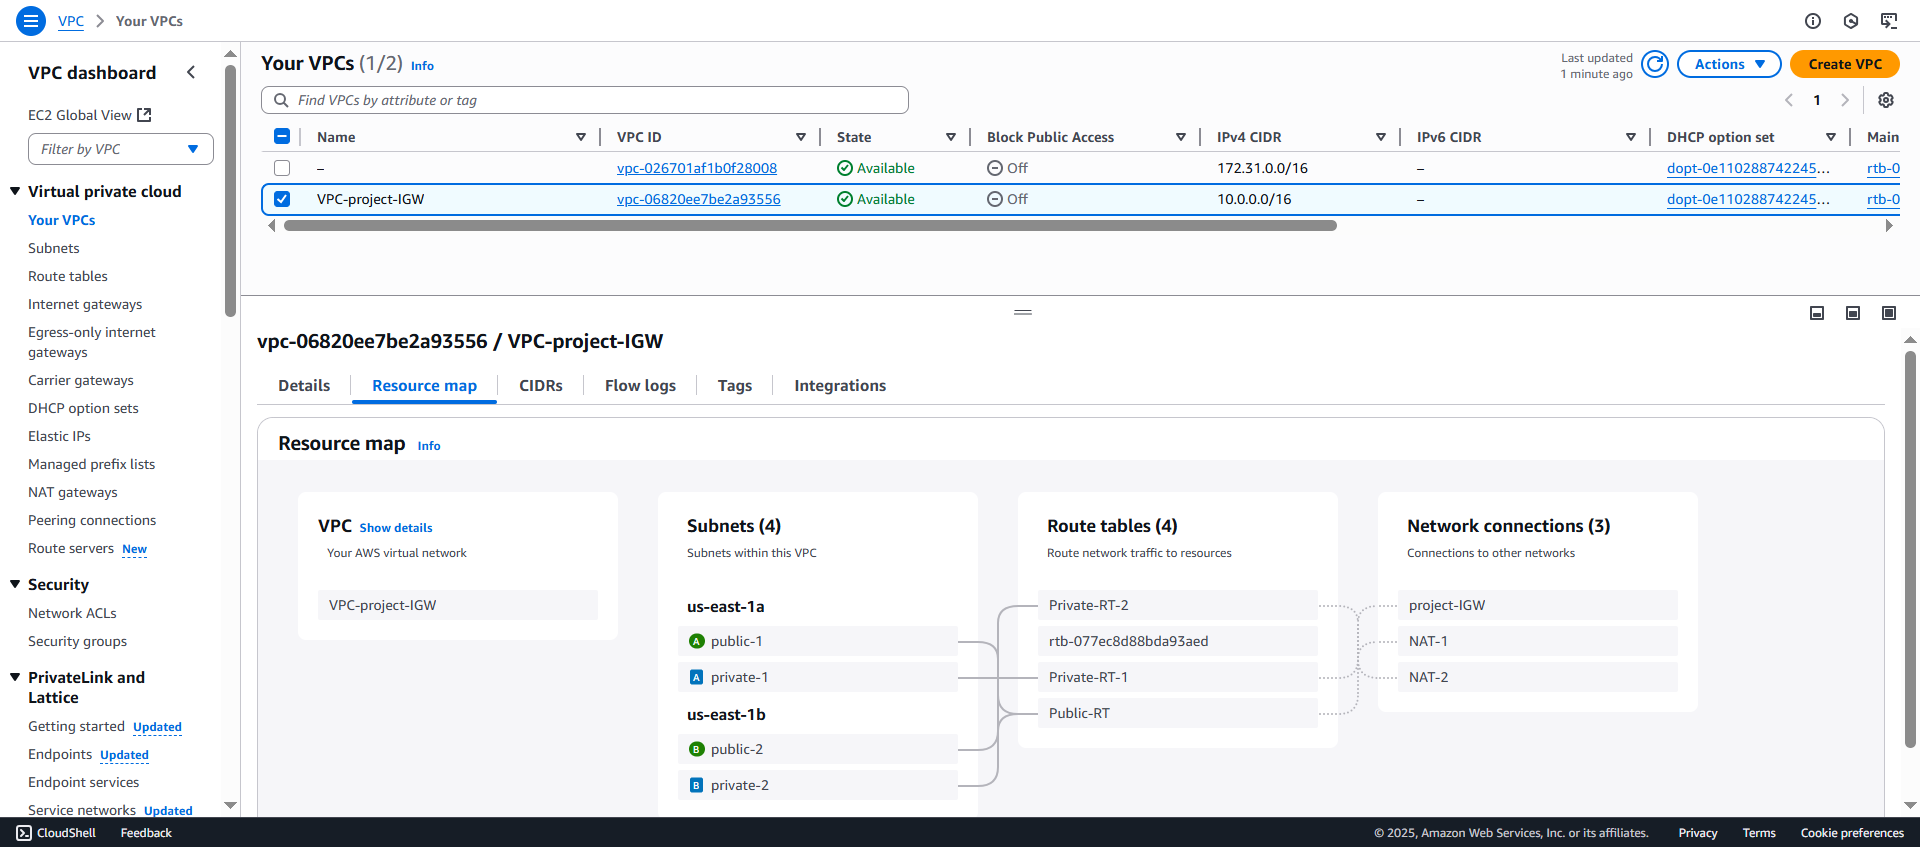 VPC
Your VPCs
VPC dashboard
EC2 Global View
Filter by VPC
Virtual private cloud
Your VPCs
Subnets
Route tables
Internet gateways
Egress-only internet
gateways
Carrier gateways
DHCP option sets
Elastic IPs
Managed prefix lists
NAT gateways
Peering connections
Route servers New
Security
Network ACLs
Security groups
PrivateLink and
Lattice
Getting started Updated
Endpoints Updated
Endpoint services
Service networks Updated
Your VPCs (1/2) Info
Last updated
1 minute ago
Actions
Create VPC
Find VPCs by attribute or tag
1
Name VPC ID State Block Public Access IPv4 CIDR IPv6 CIDR DHCP option set Main
– vpc-026701af1b0f28008 Available Off 172.31.0.0/16 – dopt-0e110288742245... rtb-0
VPC-project-IGW vpc-06820ee7be2a93556 Available Off 10.0.0.0/16 – dopt-0e110288742245... rtb-0
vpc-06820ee7be2a93556 / VPC-project-IGW
Details Resource map CIDRs Flow logs Tags Integrations
Resource map Info
VPC Show details
Your AWS virtual network
VPC-project-IGW
Subnets (4)
Subnets within this VPC
us-east-1a
A public-1
A private-1
us-east-1b
B public-2
B private-2
Route tables (4)
Route network traffic to resources
Private-RT-2
rtb-077ec8d88bda93aed
Private-RT-1
Public-RT
Network connections (3)
Connections to other networks
project-IGW
NAT-1
NAT-2
CloudShell Feedback © 2025, Amazon Web Services, Inc. or its affiliates. Privacy Terms Cookie preferences